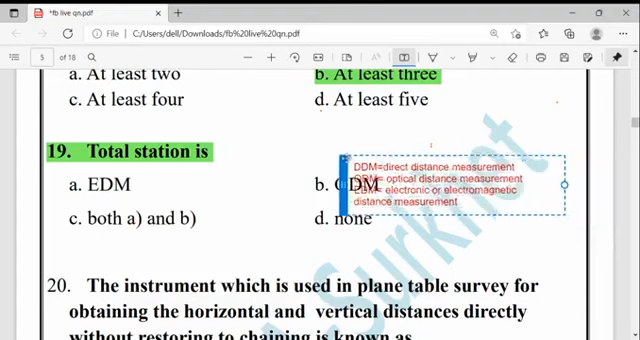 *fb live qn.pdf
File C:/Users/dell/Downloads/fb%20live%20qn.pdf
5 of 18
a. At least two b. At least three
c. At least four d. At least five
19. Total station is
DDM=direct distance measurement
ODM= optical distance measurement
EDM= electronic or electromagnetic
distance measurement
a. EDM b. ODM
c. both a) and b) d. none
20. The instrument which is used in plane table survey for
obtaining the horizontal and vertical distances directly
without restoring to chaining is known as